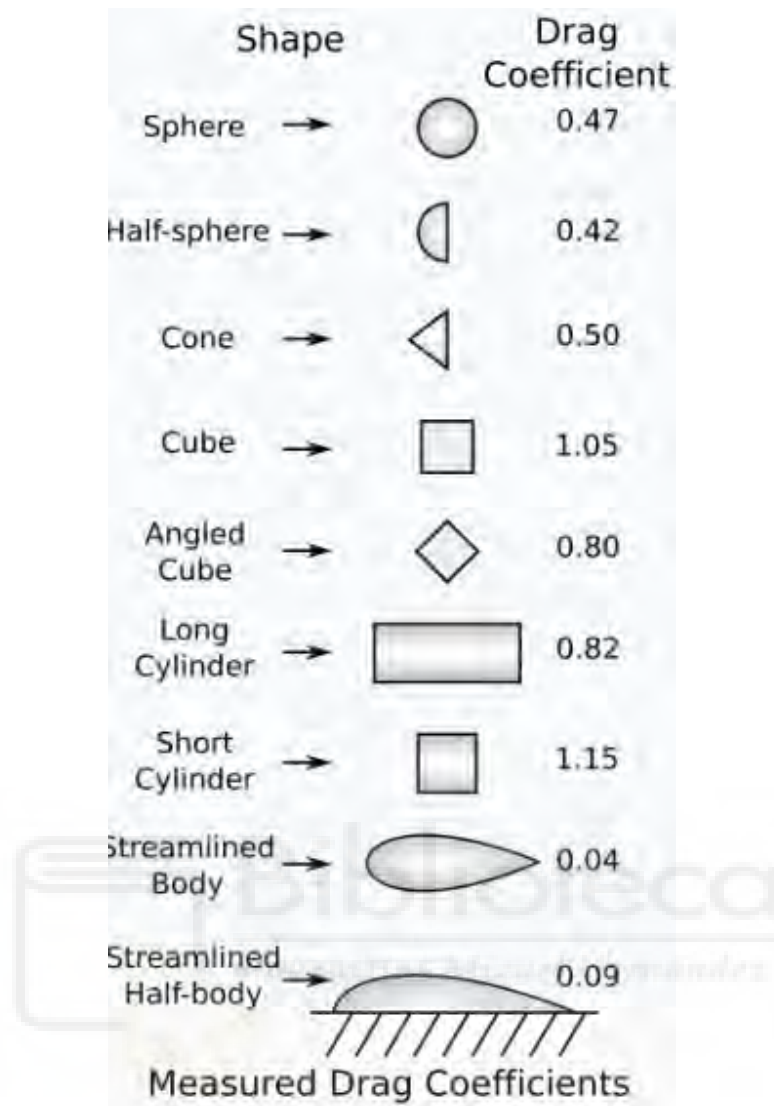 Shape
Drag
Coefficient
Sphere
0.47
Half-sphere
0.42
Cone
0.50
Cube
1.05
Angled
Cube
0.80
Long
Cylinder
0.82
Short
Cylinder
1.15
Streamlined
Body
0.04
Streamlined
Half-body
0.09
Measured Drag Coefficients
Biblioteca